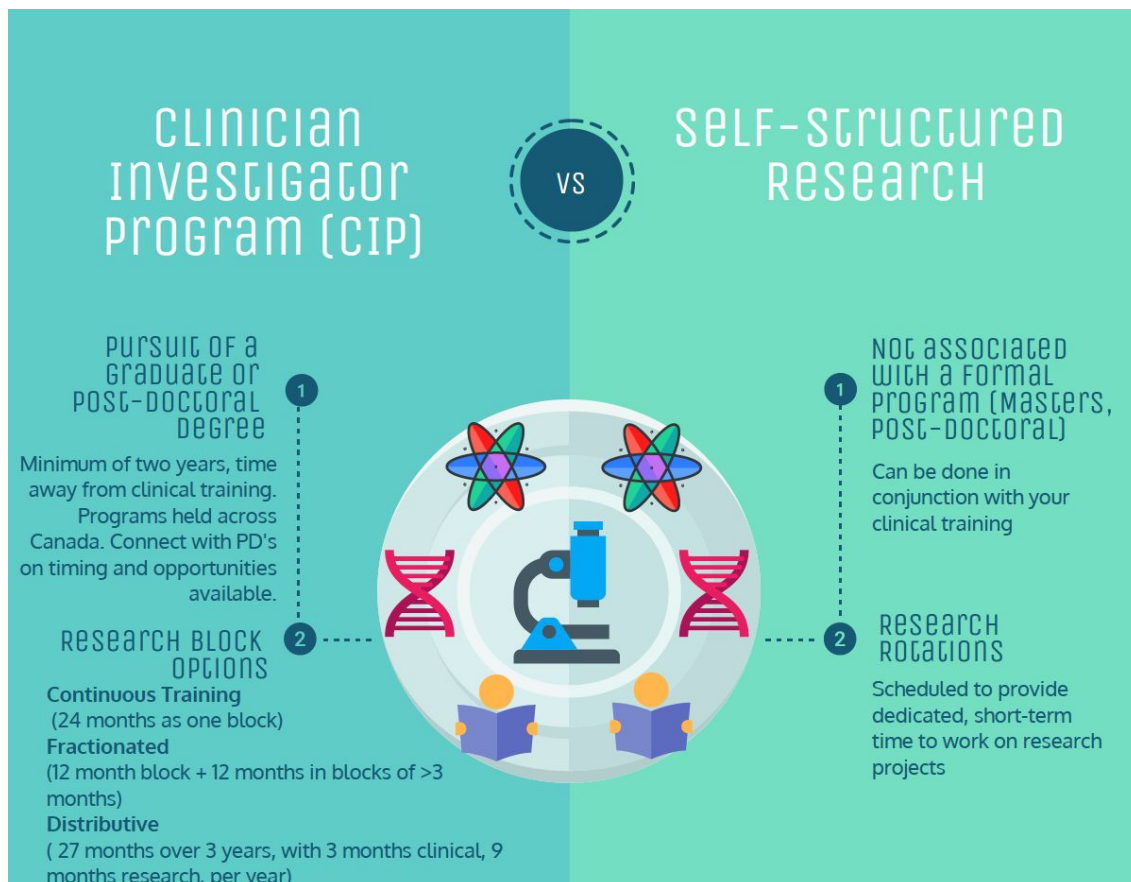 CLINICIAN
INVESTIGATOR
PROGRAM (CIP)
VS
SELF-STRUCTURED
RESEARCH
PURSUIT OF A
GRADUATE OR
POST-DOCTORAL
DEGREE
1
Minimum of two years, time
away from clinical training.
Programs held across
Canada. Connect with PD's
on timing and opportunities
available.
RESEARCH BLOCK
OPTIONS
2
Continuous Training
(24 months as one block)
Fractionated
(12 month block + 12 months in blocks of >3
months)
Distributive
( 27 months over 3 years, with 3 months clinical, 9
months research, per year)
1
NOT ASSOCIATED
WITH A FORMAL
PROGRAM (MASTERS,
POST-DOCTORAL)
Can be done in
conjunction with your
clinical training
2
RESEARCH
ROTATIONS
Scheduled to provide
dedicated, short-term
time to work on research
projects